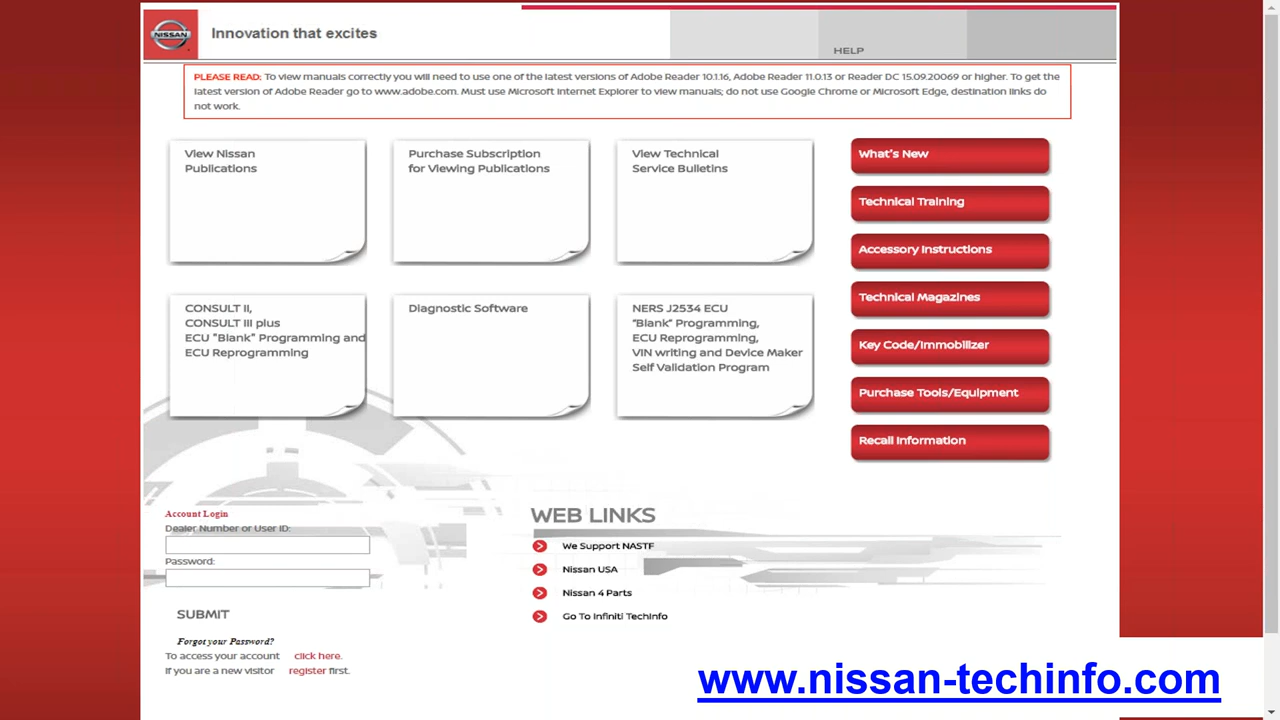 NISSAN
Innovation that excites
HELP
PLEASE READ: To view manuals correctly you will need to use one of the latest versions of Adobe Reader 10.1.16, Adobe Reader 11.0.13 or Reader DC 15.09.20069 or higher. To get the
latest version of Adobe Reader go to www.adobe.com. Must use Microsoft Internet Explorer to view manuals; do not use Google Chrome or Microsoft Edge, destination links do
not work.
View Nissan
Publications
Purchase Subscription
for Viewing Publications
View Technical
Service Bulletins
CONSULT II,
CONSULT III plus
ECU "Blank" Programming and
ECU Reprogramming
Diagnostic Software
NERS J2534 ECU
"Blank" Programming,
ECU Reprogramming,
VIN writing and Device Maker
Self Validation Program
What's New
Technical Training
Accessory Instructions
Technical Magazines
Key Code/Immobilizer
Purchase Tools/Equipment
Recall Information
Account Login
Dealer Number or User ID:
Password:
SUBMIT
Forgot your Password?
To access your account click here.
If you are a new visitor register first.
WEB LINKS
We Support NASTF
Nissan USA
Nissan 4 Parts
Go To Infiniti TechInfo
www.nissan-techinfo.com